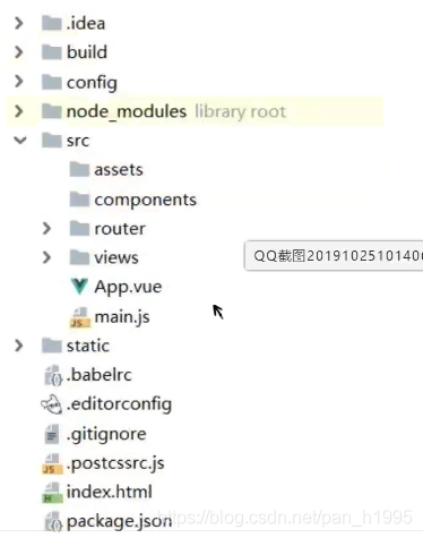 .idea
build
config
node_modules library root
src
assets
components
router
views
QQ截图2019102510140
App.vue
main.js
static
.babelrc
.editorconfig
.gitignore
.postcssrc.js
index.html
package.json
https://blog.csdn.net/pan_h1995